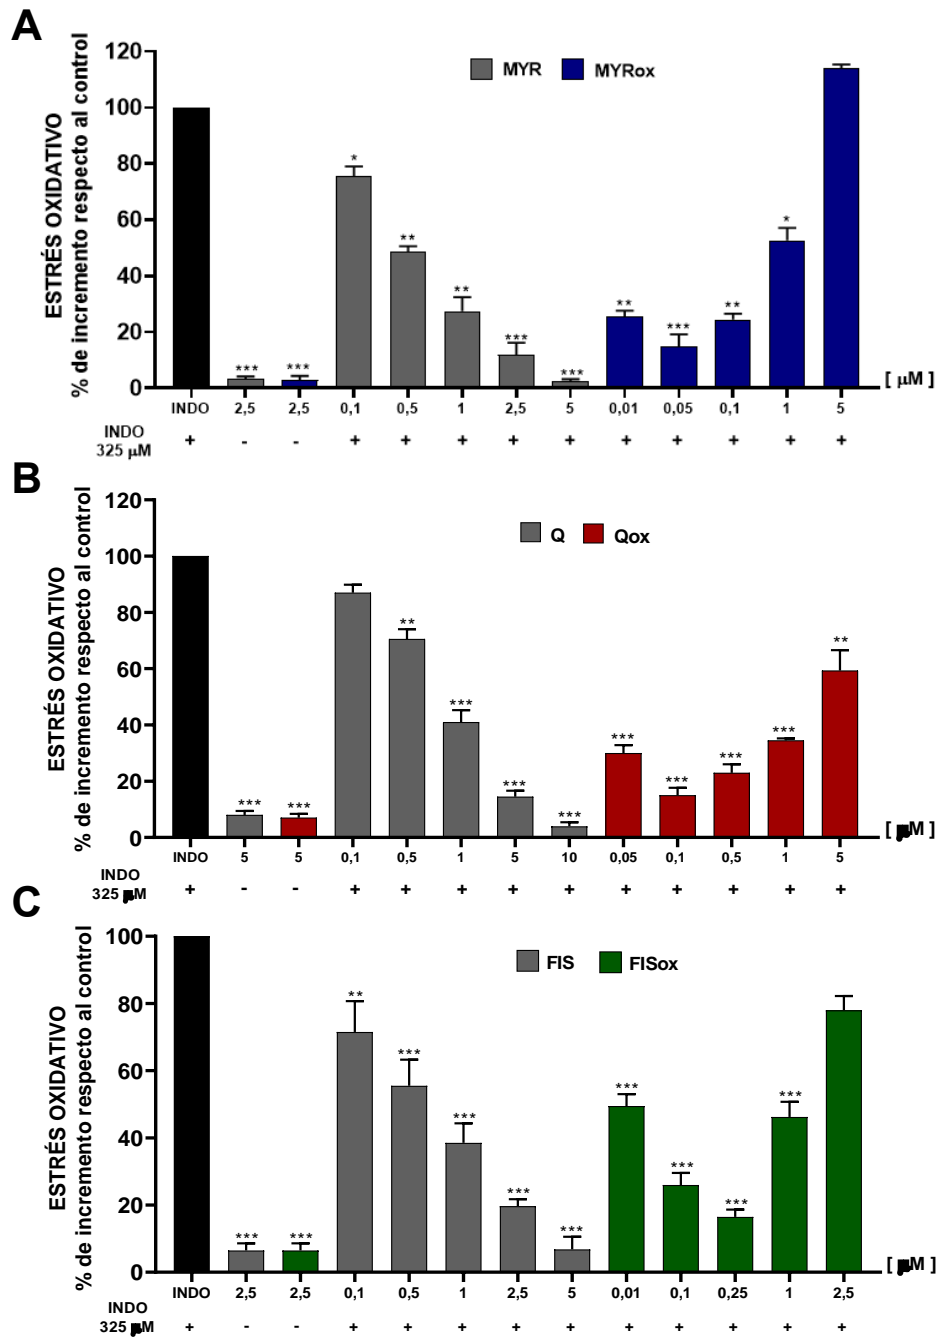 A
ESTRÉS OXIDATIVO
% de incremento respecto al control
120
100
80
60
40
20
0
MYR MYRox
*** *** * ** ** *** *** ** *** ** *
[ μM ]
INDO 2,5 2,5 0,1 0,5 1 2,5 5 0,01 0,05 0,1 1 5
INDO
325 μM + - - + + + + + + + + + +
B
ESTRÉS OXIDATIVO
% de incremento respecto al control
120
100
80
60
40
20
0
Q Qox
*** *** ** *** *** *** *** *** *** *** **
[ μM ]
INDO 5 5 0,1 0,5 1 5 10 0,05 0,1 0,5 1 5
INDO
325 μM + - - + + + + + + + + + +
C
ESTRÉS OXIDATIVO
% de incremento respecto al control
100
80
60
40
20
0
FIS FISox
*** *** ** *** *** *** *** *** *** *** ***
[ μM ]
INDO 2,5 2,5 0,1 0,5 1 2,5 5 0,01 0,1 0,25 1 2,5
INDO
325 μM + - - + + + + + + + + + +